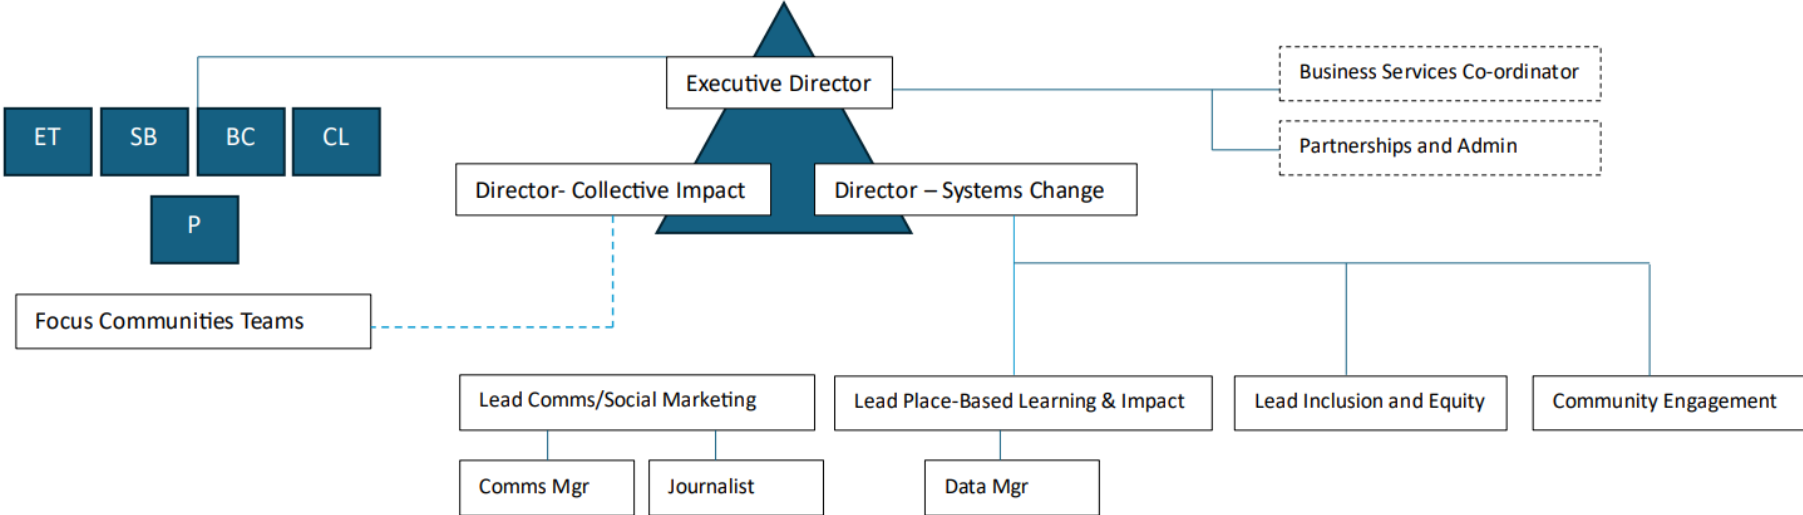 Executive Director
Business Services Co-ordinator
Partnerships and Admin
ET
SB
BC
CL
P
Director- Collective Impact
Director – Systems Change
Focus Communities Teams
Lead Comms/Social Marketing
Lead Place-Based Learning & Impact
Lead Inclusion and Equity
Community Engagement
Comms Mgr
Journalist
Data Mgr